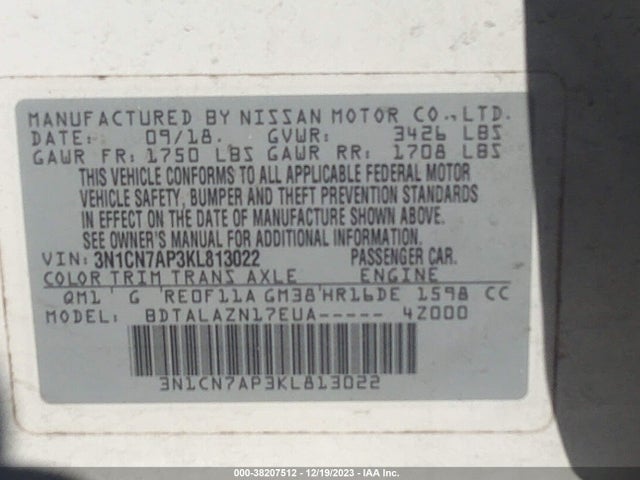 MANUFACTURED BY NISSAN MOTOR CO.,LTD.
DATE: 09/18. GVWR: 3426 LBS
GAWR FR: 1750 LBS GAWR RR: 1708 LBS
THIS VEHICLE CONFORMS TO ALL APPLICABLE FEDERAL MOTOR
VEHICLE SAFETY, BUMPER AND THEFT PREVENTION STANDARDS
IN EFFECT ON THE DATE OF MANUFACTURE SHOWN ABOVE.
SEE OWNER'S MANUAL FOR ADDITIONAL INFORMATION.
VIN: 3N1CN7AP3KL813022 PASSENGER CAR.
COLOR TRIM TRANS AXLE ENGINE
QM1 G RE0F11A GM38 HR16DE 1598 CC
MODEL BDTALAZN17EUA----- 4Z000
3N1CN7AP3KL813022
000-38207512 - 12/19/2023 - IAA Inc.